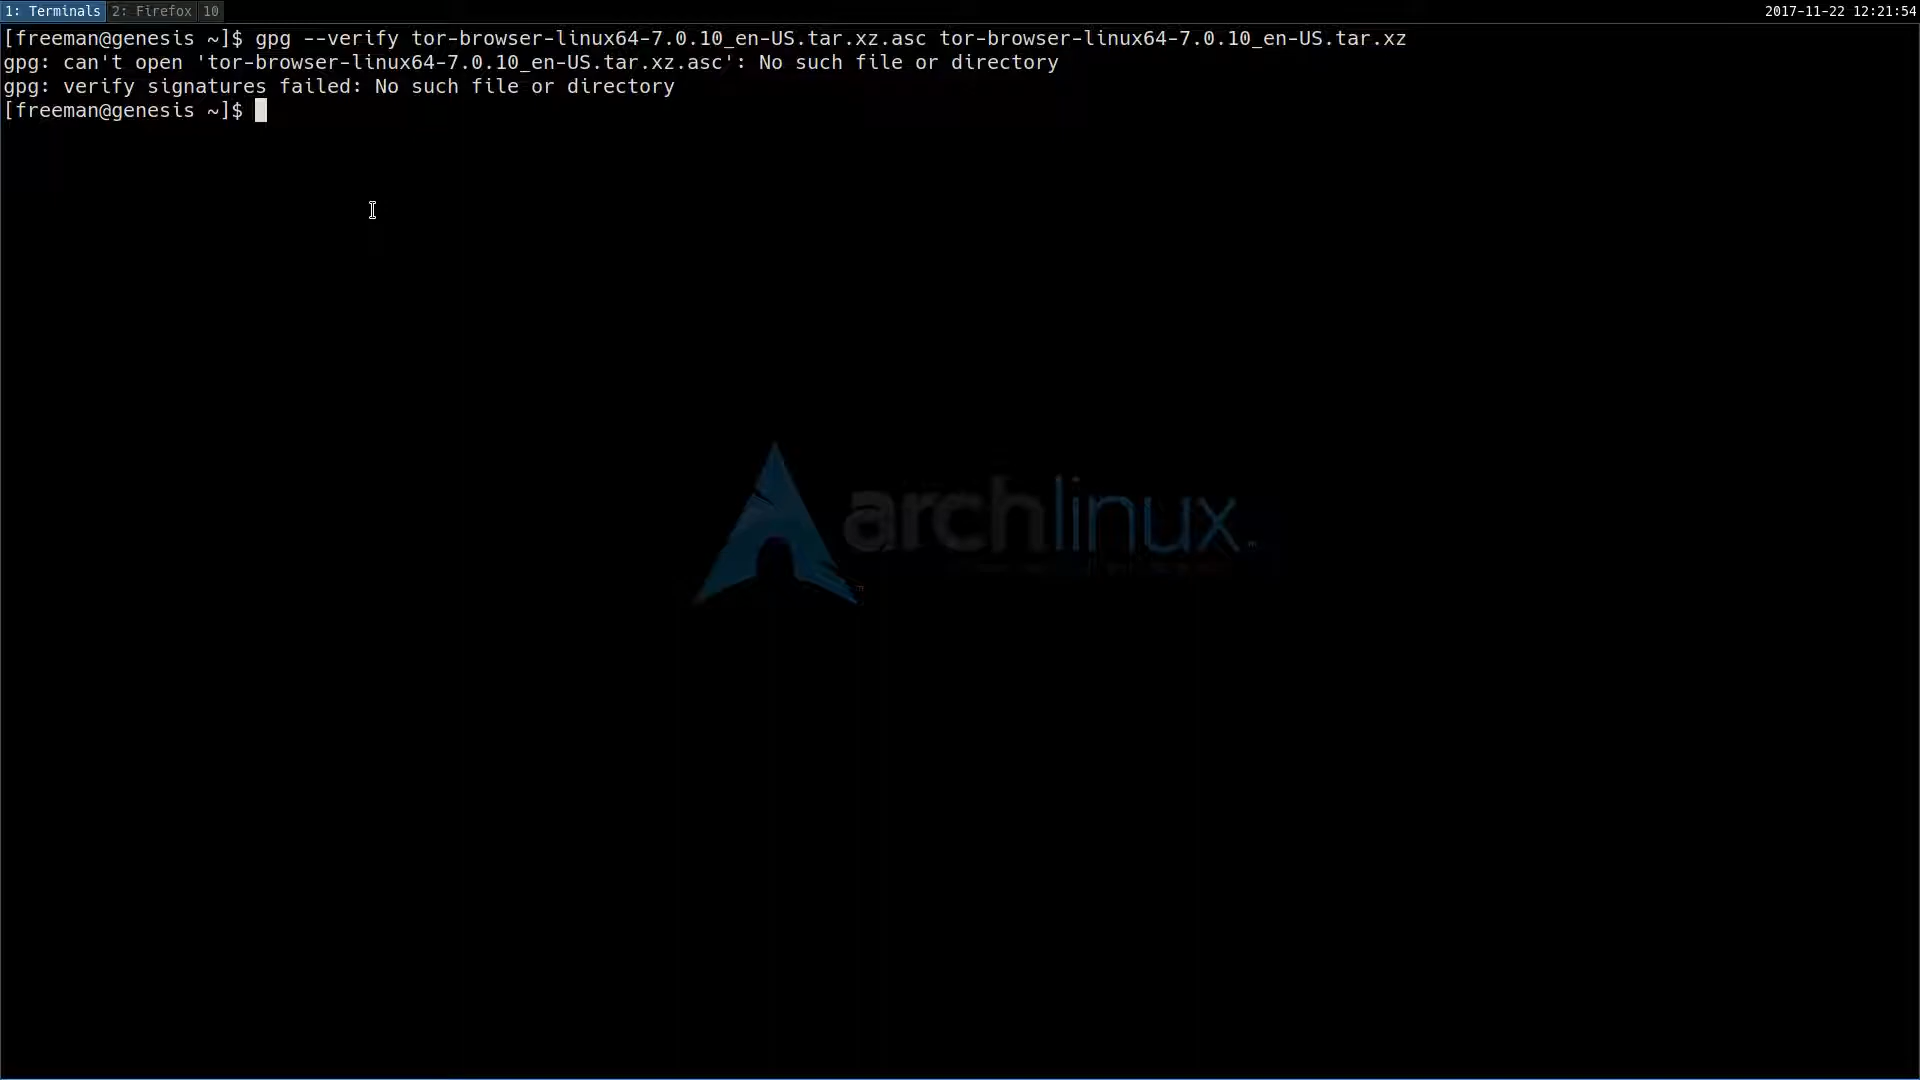 1: Terminals 2: Firefox 10 2017-11-22 12:21:54
[freeman@genesis ~]$ gpg --verify tor-browser-linux64-7.0.10_en-US.tar.xz.asc tor-browser-linux64-7.0.10_en-US.tar.xz
gpg: can't open 'tor-browser-linux64-7.0.10_en-US.tar.xz.asc': No such file or directory
gpg: verify signatures failed: No such file or directory
[freeman@genesis ~]$
archlinux